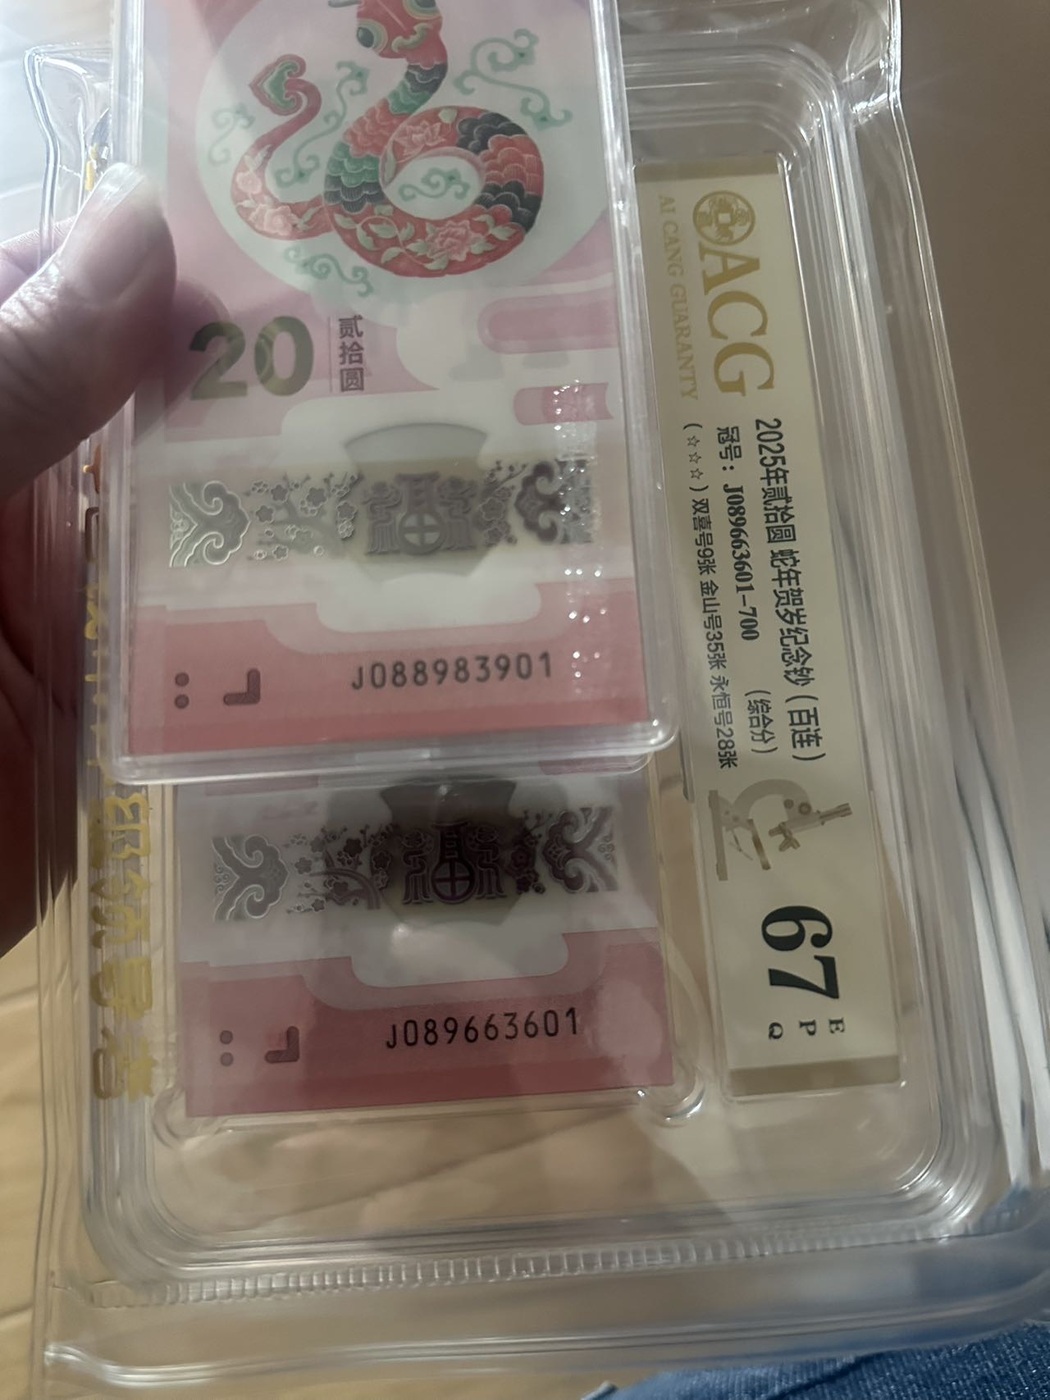 20
贰拾圆
J088983901
J089663601
ACG
AI CANG GUARANTY
2025年贰拾圆 蛇年贺岁纪念钞(百连)
冠号:J089663601-700 (综合分)
(☆☆☆)双喜号9张 金山号35张 永恒号28张
67
E
P
Q